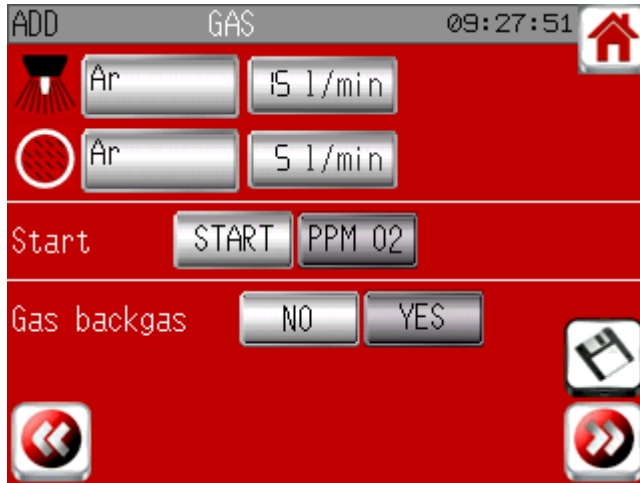 ADD GAS 09:27:51
Ar 15 l/min
Ar 5 l/min
Start START PPM O2
Gas backgas NO YES